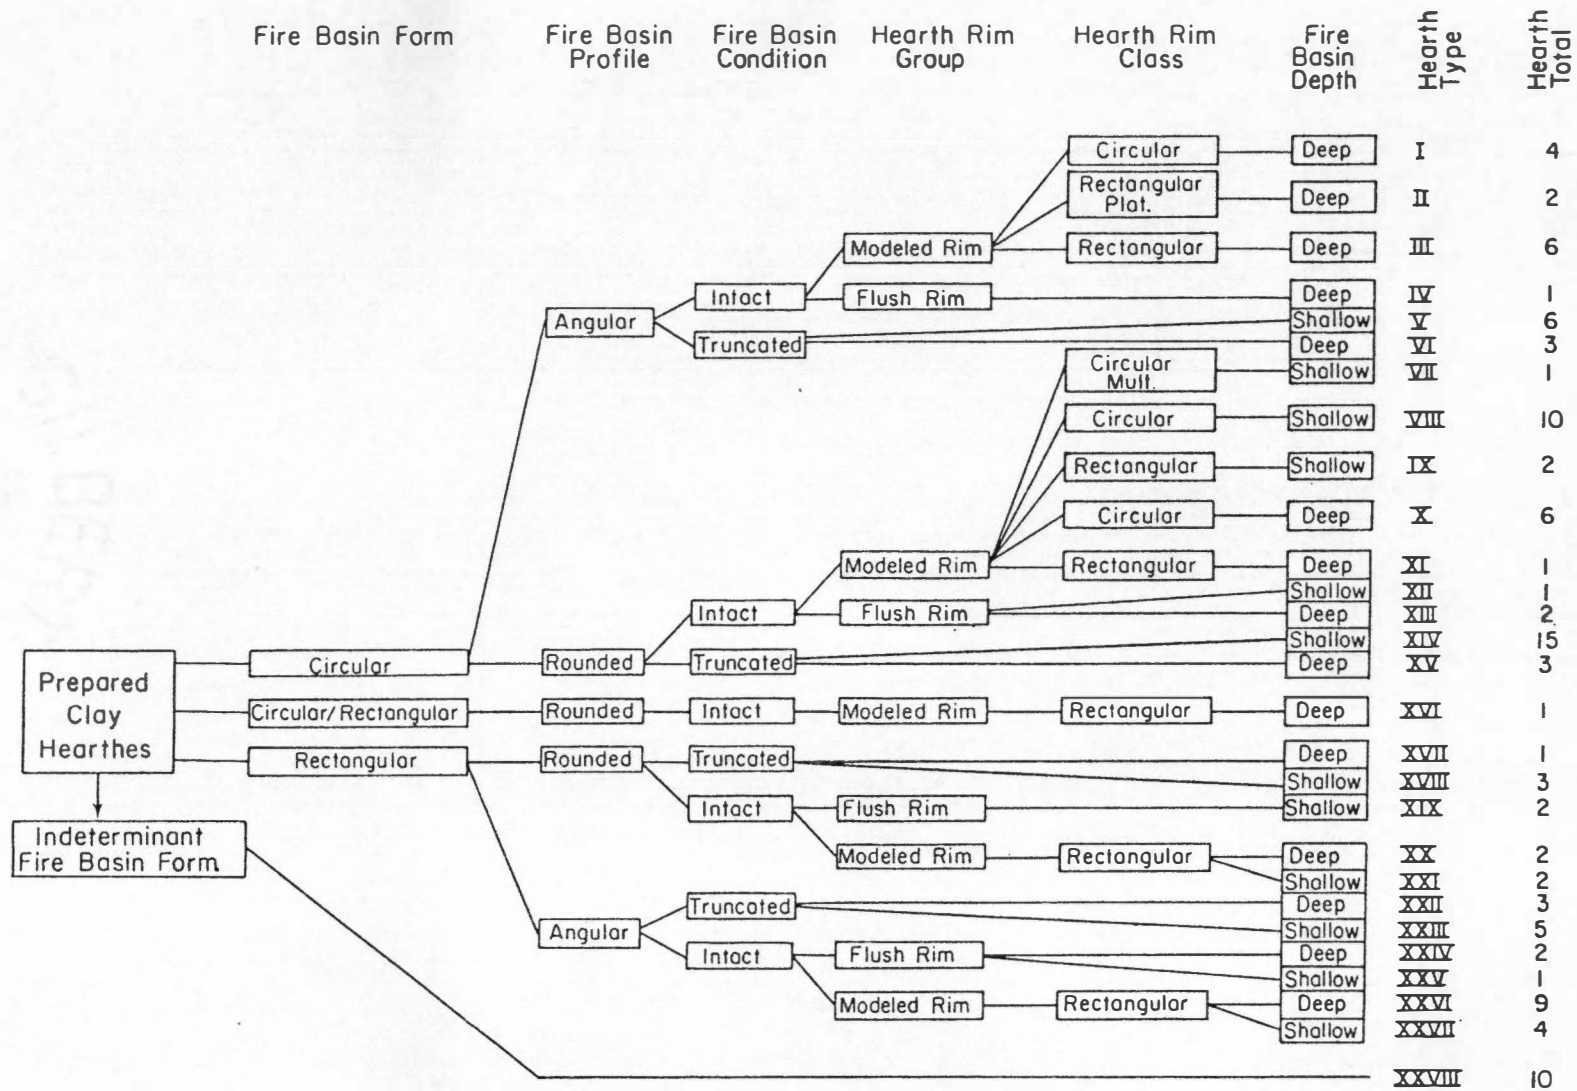 Fire Basin Form
Fire Basin
Profile
Fire Basin
Condition
Hearth Rim
Group
Hearth Rim
Class
Fire
Basin
Depth
Hearth
Type
Hearth
Total
Circular Deep I 4
Rectangular
Plat. Deep II 2
Modeled Rim Rectangular Deep III 6
Intact Flush Rim Deep IV 1
Angular Shallow V 6
Truncated Deep VI 3
Circular
Mult. Shallow VII 1
Circular Shallow VIII 10
Rectangular Shallow IX 2
Circular Deep X 6
Modeled Rim Rectangular Deep XI 1
Shallow XII 1
Intact Flush Rim Deep XIII 2
Shallow XIV 15
Circular Rounded Truncated Deep XV 3
Prepared
Clay
Hearthes
Circular/Rectangular Rounded Intact Modeled Rim Rectangular Deep XVI 1
Rectangular Rounded Truncated Deep XVII 1
Shallow XVIII 3
Intact Flush Rim Shallow XIX 2
Indeterminant
Fire Basin Form.
Modeled Rim Rectangular Deep XX 2
Shallow XXI 2
Truncated Deep XXII 3
Angular Shallow XXIII 5
Intact Flush Rim Deep XXIV 2
Shallow XXV 1
Modeled Rim Rectangular Deep XXVI 9
Shallow XXVII 4
XXVIII 10